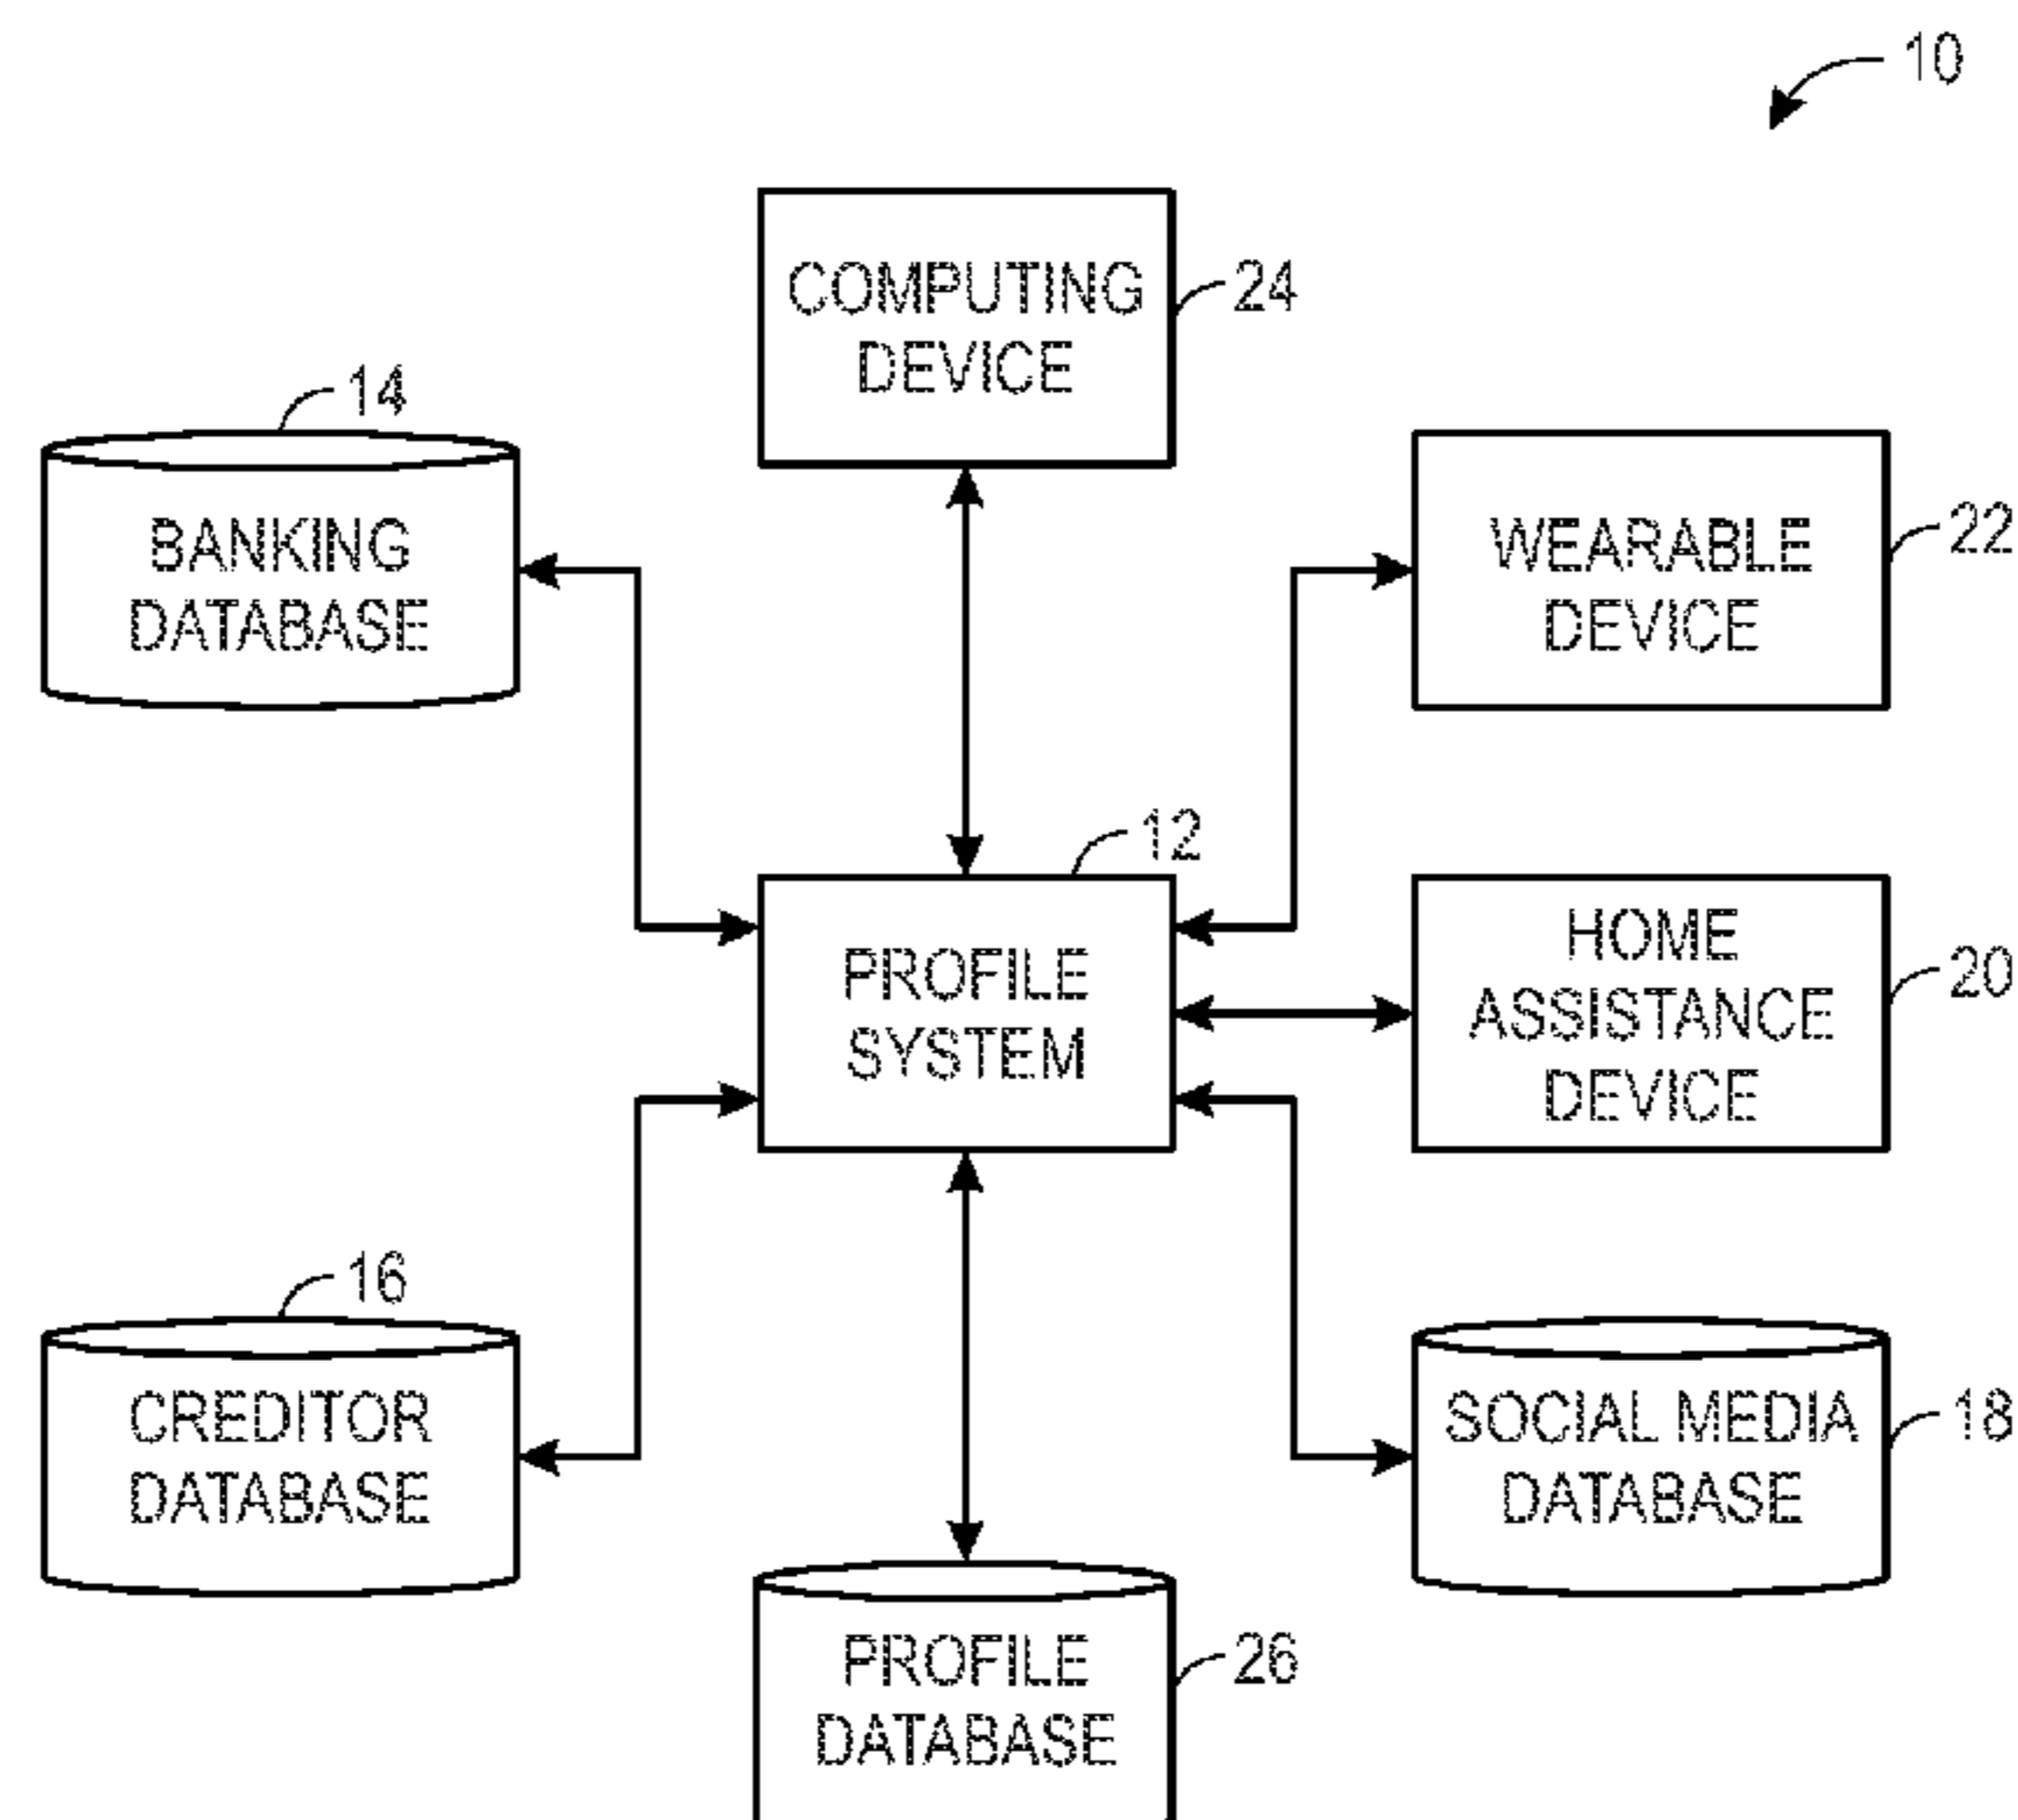 10
COMPUTING
DEVICE
24
14
BANKING
DATABASE
WEARABLE
DEVICE
22
12
PROFILE
SYSTEM
HOME
ASSISTANCE
DEVICE
20
16
CREDITOR
DATABASE
SOCIAL MEDIA
DATABASE
18
PROFILE
DATABASE
26